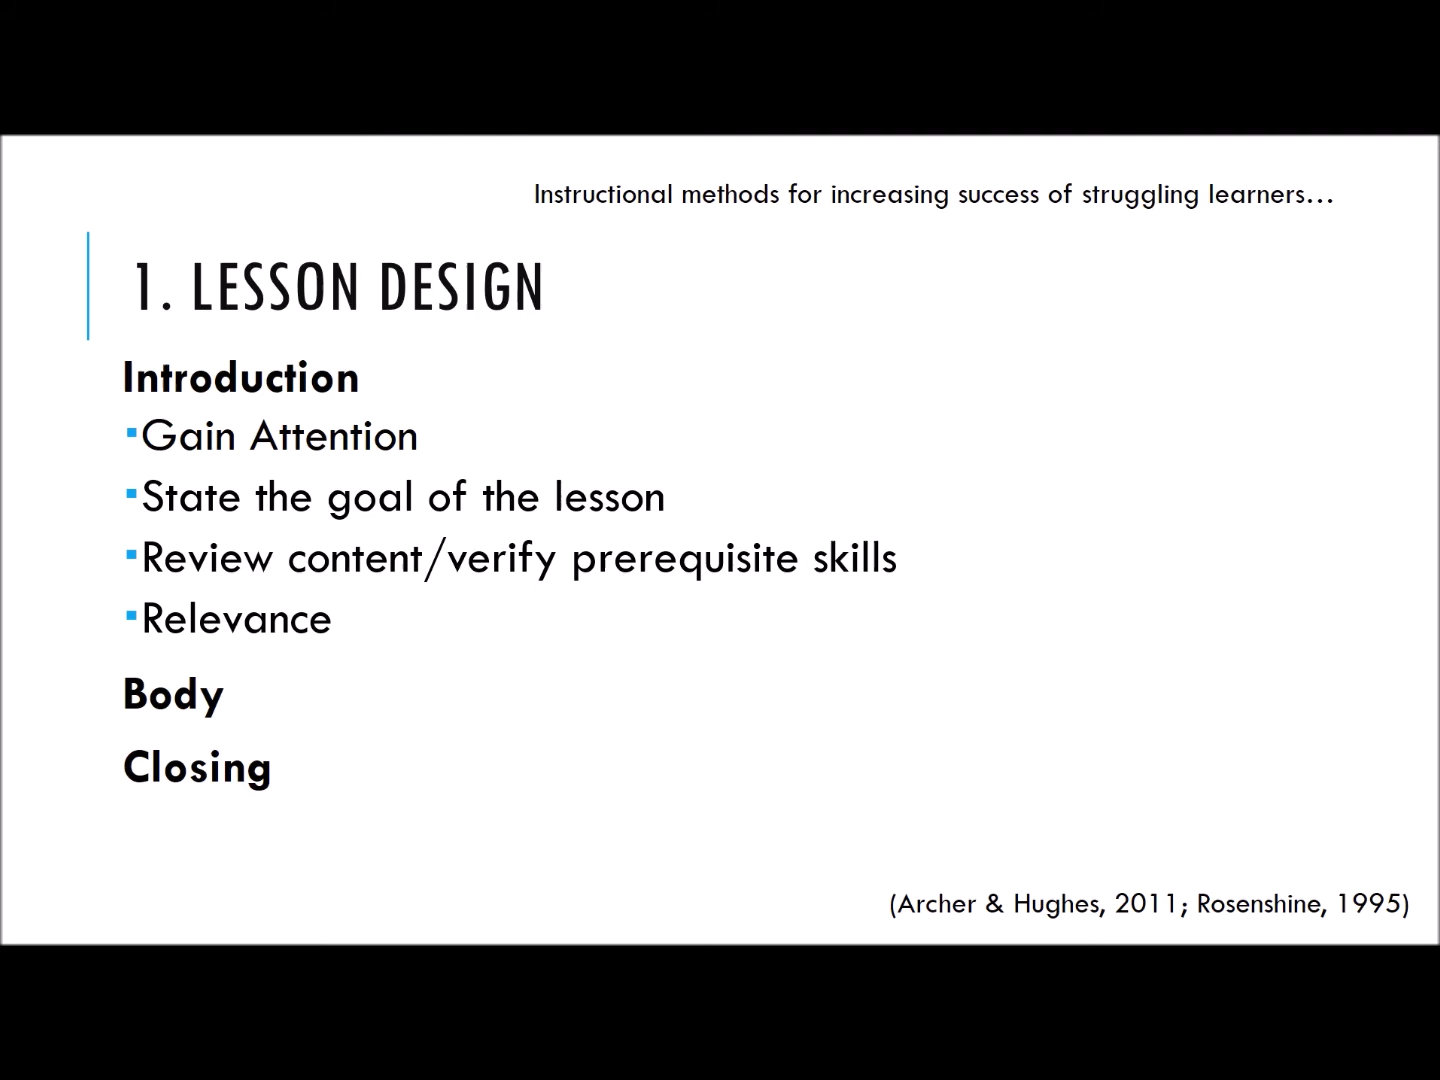 Instructional methods for increasing success of struggling learners…
1. LESSON DESIGN
Introduction
▪Gain Attention
▪State the goal of the lesson
▪Review content/verify prerequisite skills
▪Relevance
Body
Closing
(Archer & Hughes, 2011; Rosenshine, 1995)